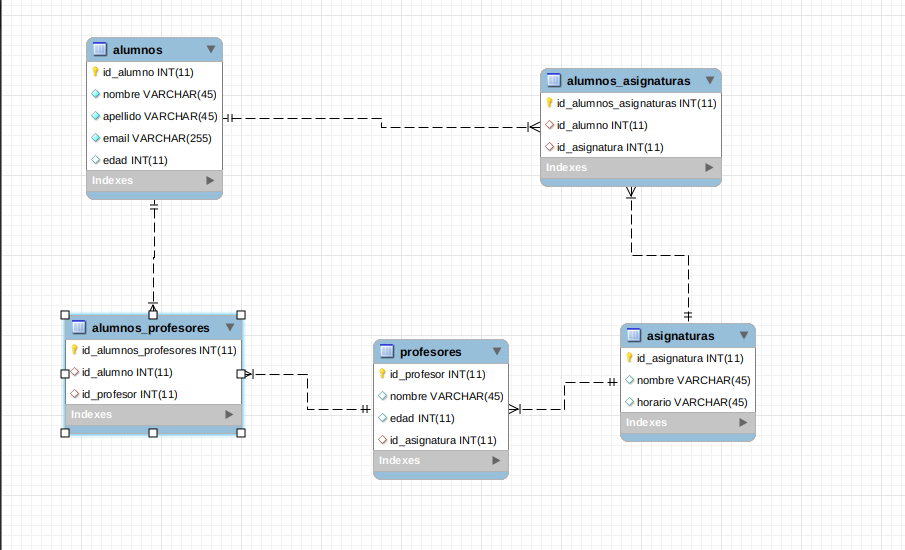 alumnos
id_alumno INT(11)
nombre VARCHAR(45)
apellido VARCHAR(45)
email VARCHAR(255)
edad INT(11)
Indexes
alumnos_asignaturas
id_alumnos_asignaturas INT(11)
id_alumno INT(11)
id_asignatura INT(11)
Indexes
alumnos_profesores
id_alumnos_profesores INT(11)
id_alumno INT(11)
id_profesor INT(11)
Indexes
profesores
id_profesor INT(11)
nombre VARCHAR(45)
edad INT(11)
id_asignatura INT(11)
Indexes
asignaturas
id_asignatura INT(11)
nombre VARCHAR(45)
horario VARCHAR(45)
Indexes